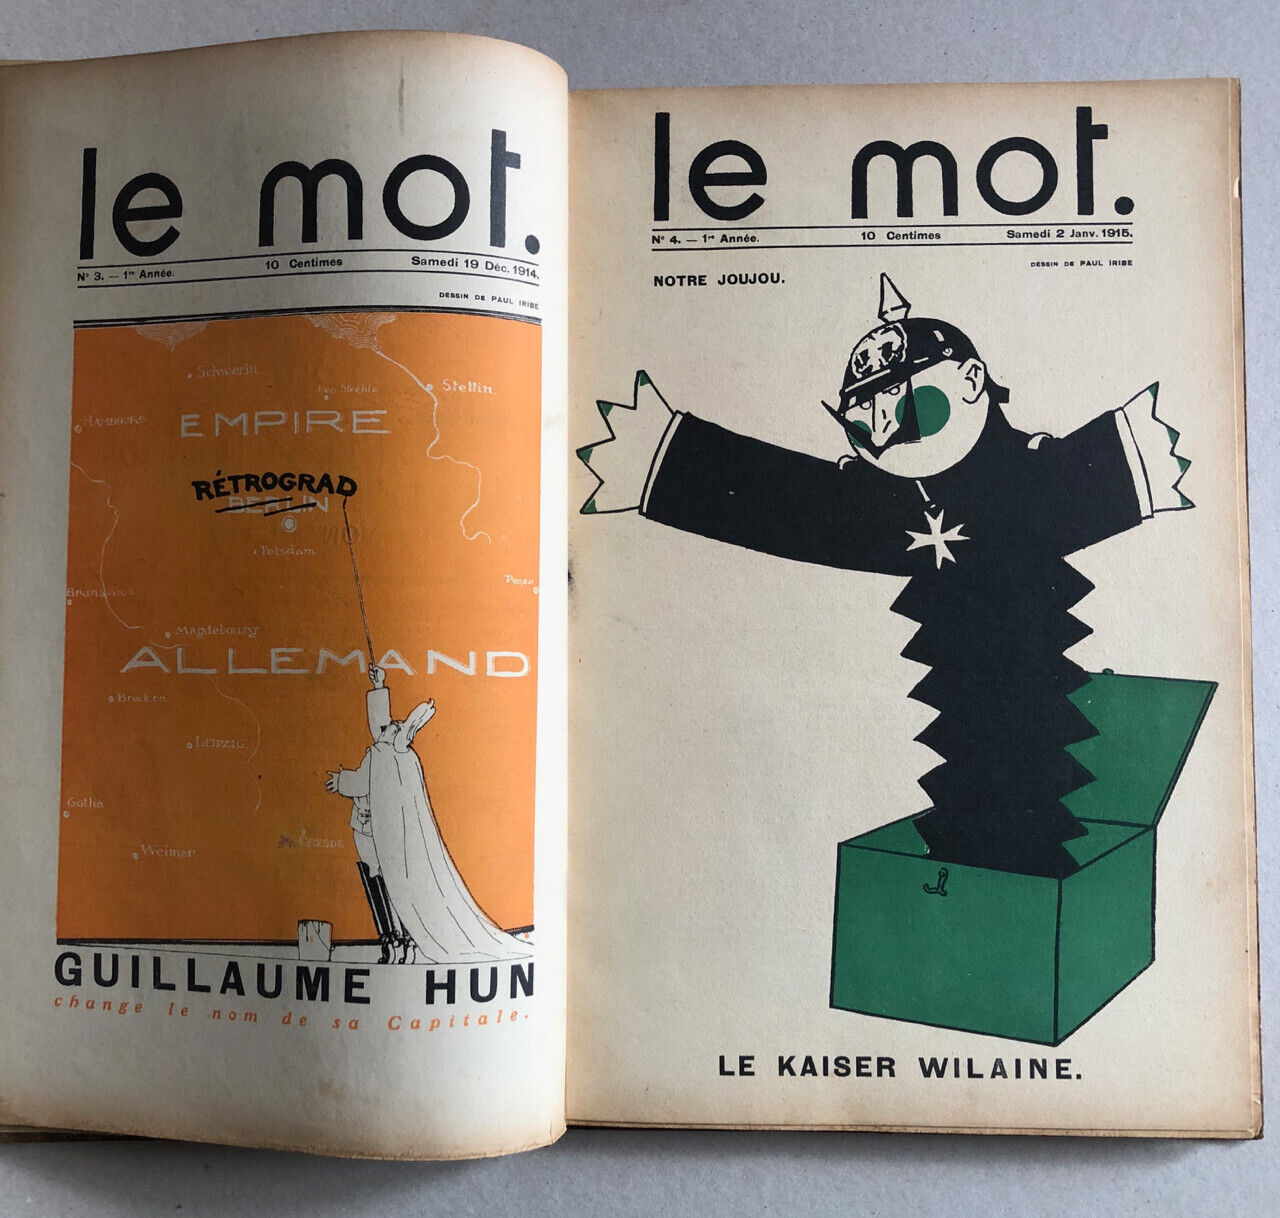 le mot.
N° 3. — 1re Année. 10 Centimes Samedi 19 Déc. 1914.
DESSIN DE PAUL IRIBE
Schwerin
Neu Strelitz
Stettin
HAMBOURG
EMPIRE
RÉTROGRAD
BERLIN
Potsdam
Posen
Magdebourg
ALLEMAND
Brocken
LEIPZIG
Gotha
DRESDE
Weimar
GUILLAUME HUN
change le nom de sa Capitale.
le mot.
N° 4. — 1re Année. 10 Centimes Samedi 2 Janv. 1915.
DESSIN DE PAUL IRIBE
NOTRE JOUJOU.
LE KAISER WILAINE.